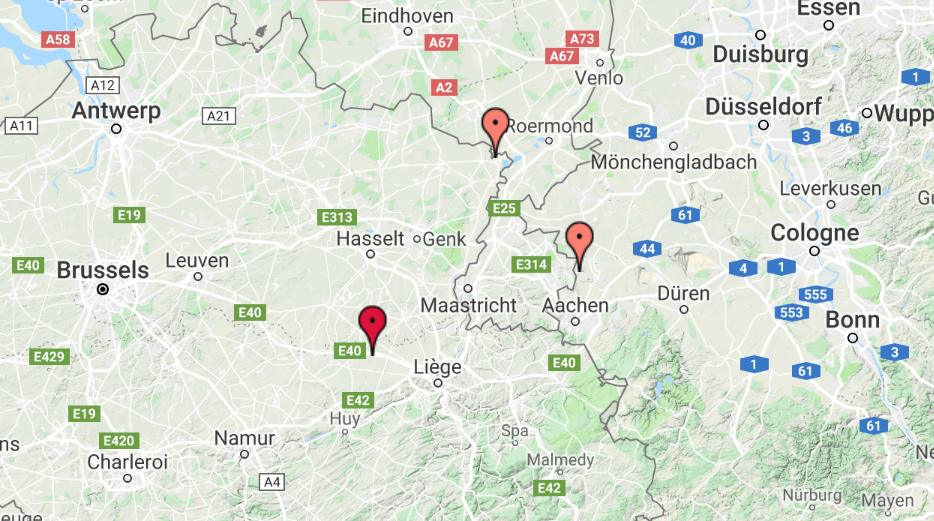 Essen
Eindhoven
A58
A67
A73
40
Duisburg
A67
Venlo
A2
1
A12
Antwerp
A21
Düsseldorf
Wupp
A11
Roermond
52
3
46
Mönchengladbach
Leverkusen
E19
E313
E25
61
Cologne
Hasselt
Genk
44
E40
Brussels
Leuven
E314
4
1
Maastricht
Aachen
Düren
555
E40
553
Bonn
E429
E40
Liège
E40
1
61
3
E19
E42
Huy
61
E420
Namur
Spa
ns
Charleroi
Malmedy
A4
E42
Nürburg
Mayen